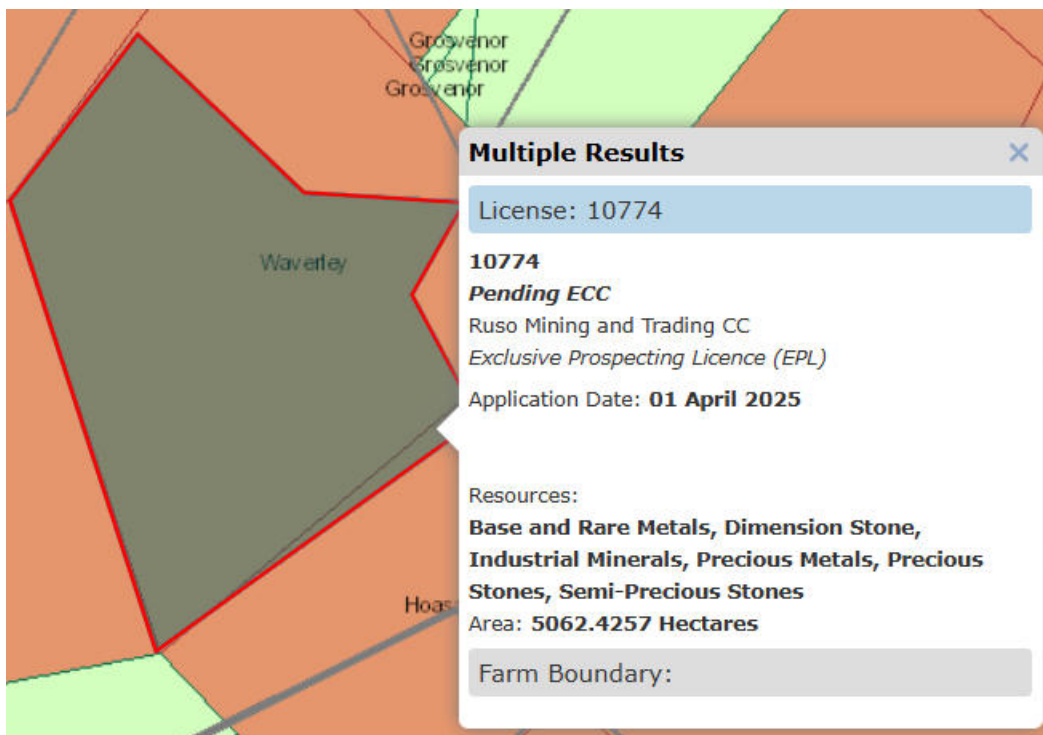 Grosvenor
Grosvenor
Grosvenor
Waverley
Multiple Results
License: 10774
10774
Pending ECC
Ruso Mining and Trading CC
Exclusive Prospecting Licence (EPL)
Application Date: 01 April 2025
Resources:
Base and Rare Metals, Dimension Stone,
Industrial Minerals, Precious Metals, Precious
Stones, Semi-Precious Stones
Hoas
Area: 5062.4257 Hectares
Farm Boundary: